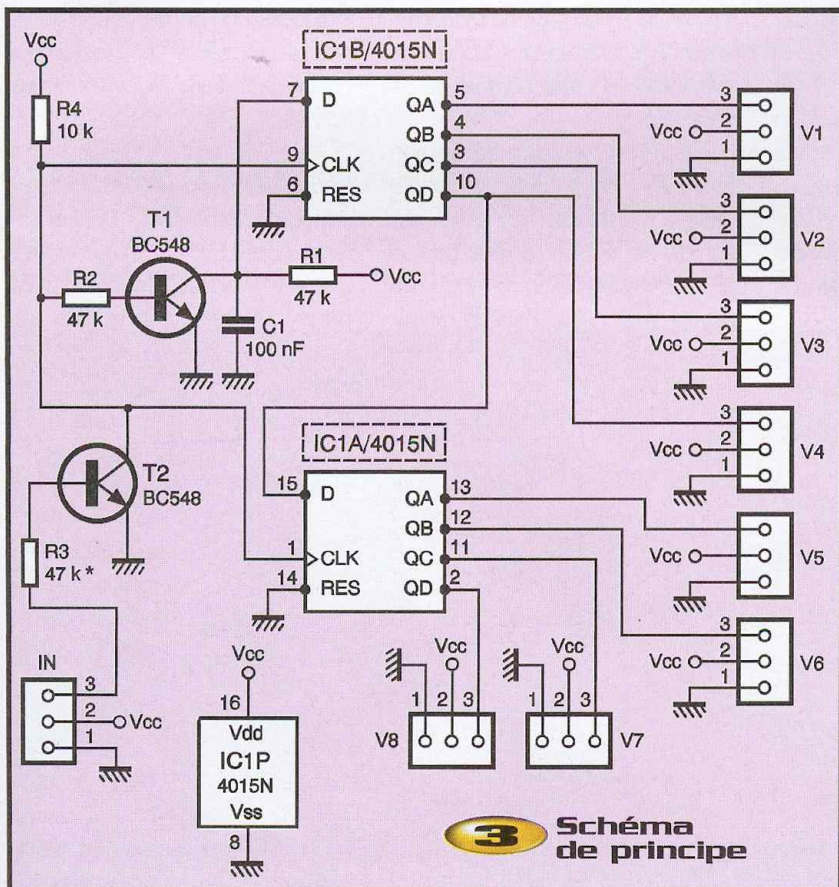 Vcc
R4
10 k
IC1B/4015N
7
D
9
CLK
6
RES
QA
5
QB
4
QC
3
QD
10
T1
BC548
R2
47 k
R1
47 k
Vcc
C1
100 nF
T2
BC548
R3
47 k *
IN
3
2
Vcc
1
IC1A/4015N
15
D
1
CLK
14
RES
QA
13
QB
12
QC
11
QD
2
Vcc
16
Vdd
IC1P
4015N
Vss
8
3
Vcc
2
1
V1
3
Vcc
2
1
V2
3
Vcc
2
1
V3
3
Vcc
2
1
V4
Vcc
V5
3
Vcc
2
1
V6
Vcc
1
2
3
V8
Vcc
1
2
3
V7
3
Schéma
de principe